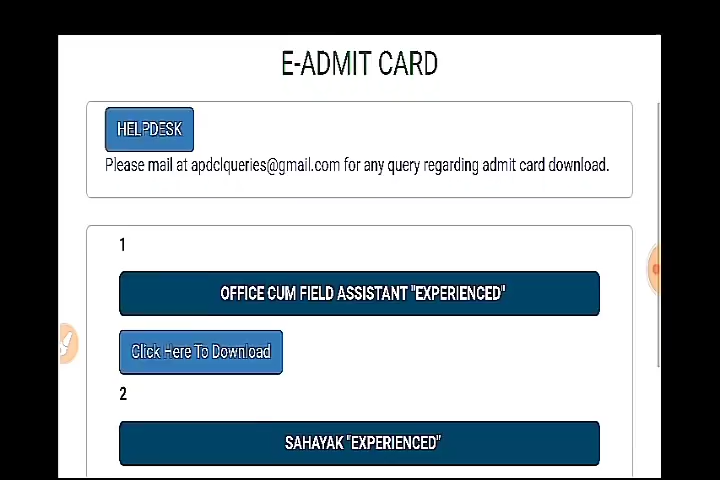 E-ADMIT CARD
HELPDESK
Please mail at apdclqueries@gmail.com for any query regarding admit card download.
1
OFFICE CUM FIELD ASSISTANT "EXPERIENCED"
Click Here To Download
2
SAHAYAK "EXPERIENCED"